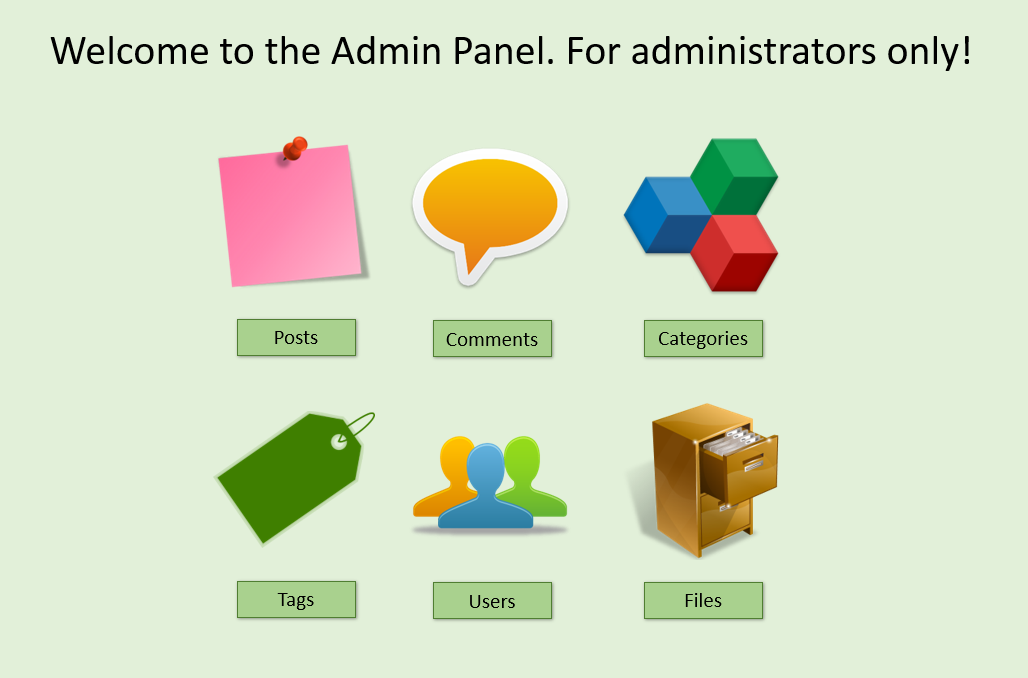 Welcome to the Admin Panel. For administrators only!
Posts
Comments
Categories
Tags
Users
Files